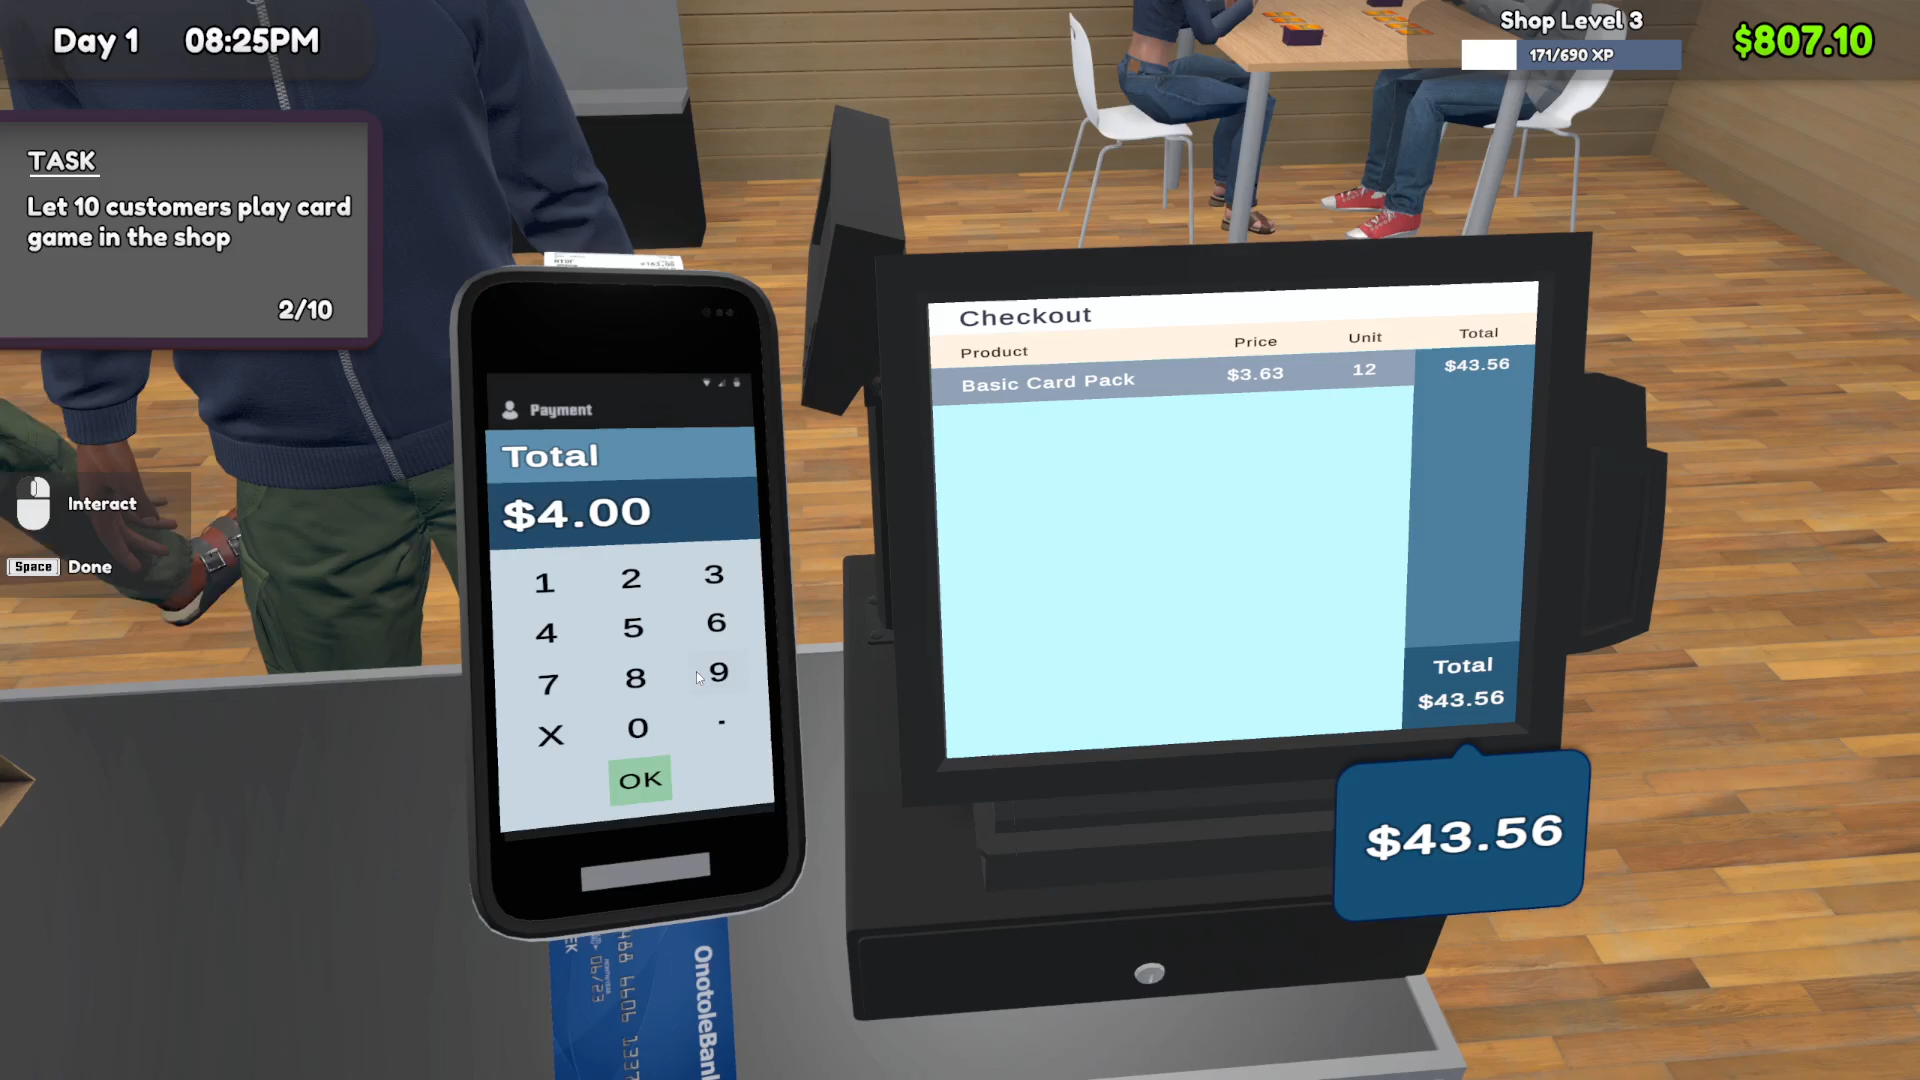 Day 1 08:25PM
Shop Level 3
171/690 XP
$807.10
TASK
Let 10 customers play card
game in the shop
2/10
Interact
Space Done
Payment
Total
$4.00
1 2 3
4 5 6
7 8 9
X 0 .
OK
Checkout
Product Price Unit Total
Basic Card Pack $3.63 12 $43.56
Total
$43.56
$43.56
OnotoleBank
06/23